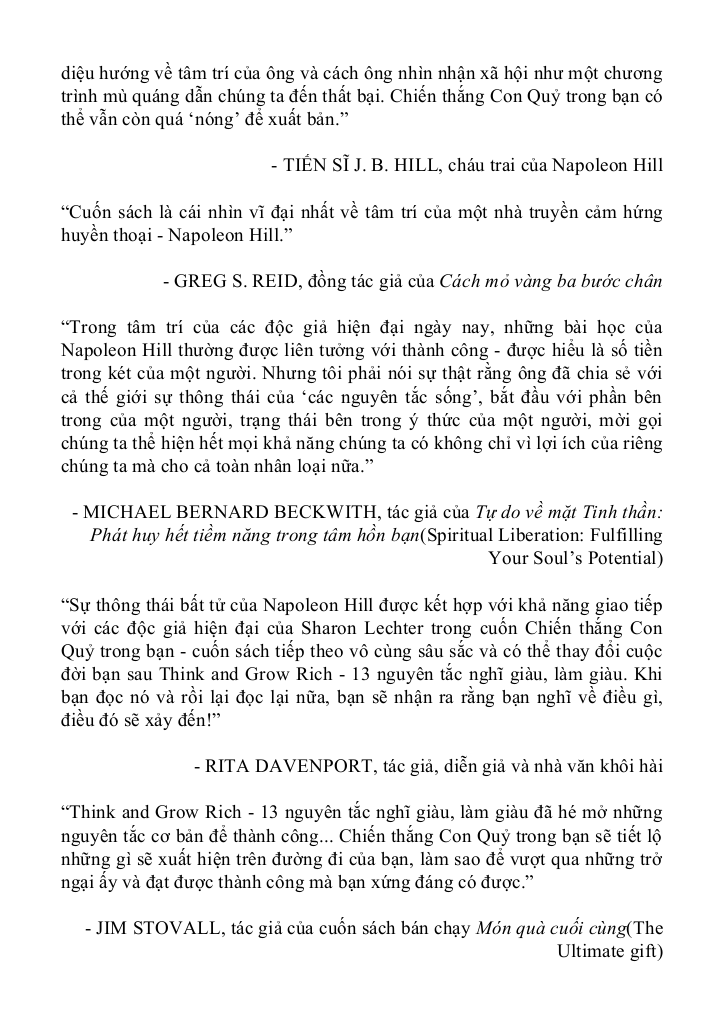 diệu hướng về tâm trí của ông và cách ông nhìn nhận xã hội như một chương
trình mù quáng dẫn chúng ta đến thất bại. Chiến thắng Con Quỷ trong bạn có
thể vẫn còn quá ‘nóng’ để xuất bản.”
- TIẾN SĨ J. B. HILL, cháu trai của Napoleon Hill
“Cuốn sách là cái nhìn vĩ đại nhất về tâm trí của một nhà truyền cảm hứng
huyền thoại - Napoleon Hill.”
- GREG S. REID, đồng tác giả của Cách mỏ vàng ba bước chân
“Trong tâm trí của các độc giả hiện đại ngày nay, những bài học của
Napoleon Hill thường được liên tưởng với thành công - được hiểu là số tiền
trong két của một người. Nhưng tôi phải nói sự thật rằng ông đã chia sẻ với
cả thế giới sự thông thái của ‘các nguyên tắc sống’, bắt đầu với phần bên
trong của một người, trạng thái bên trong ý thức của một người, mời gọi
chúng ta thể hiện hết mọi khả năng chúng ta có không chỉ vì lợi ích của riêng
chúng ta mà cho cả toàn nhân loại nữa.”
- MICHAEL BERNARD BECKWITH, tác giả của Tự do về mặt Tinh thần:
Phát huy hết tiềm năng trong tâm hồn bạn(Spiritual Liberation: Fulfilling
Your Soul’s Potential)
“Sự thông thái bất tử của Napoleon Hill được kết hợp với khả năng giao tiếp
với các độc giả hiện đại của Sharon Lechter trong cuốn Chiến thắng Con
Quỷ trong bạn - cuốn sách tiếp theo vô cùng sâu sắc và có thể thay đổi cuộc
đời bạn sau Think and Grow Rich - 13 nguyên tắc nghĩ giàu, làm giàu. Khi
bạn đọc nó và rồi lại đọc lại nữa, bạn sẽ nhận ra rằng bạn nghĩ về điều gì,
điều đó sẽ xảy đến!”
- RITA DAVENPORT, tác giả, diễn giả và nhà văn khôi hài
“Think and Grow Rich - 13 nguyên tắc nghĩ giàu, làm giàu đã hé mở những
nguyên tắc cơ bản để thành công... Chiến thắng Con Quỷ trong bạn sẽ tiết lộ
những gì sẽ xuất hiện trên đường đi của bạn, làm sao để vượt qua những trở
ngại ấy và đạt được thành công mà bạn xứng đáng có được.”
- JIM STOVALL, tác giả của cuốn sách bán chạy Món quà cuối cùng(The
Ultimate gift)